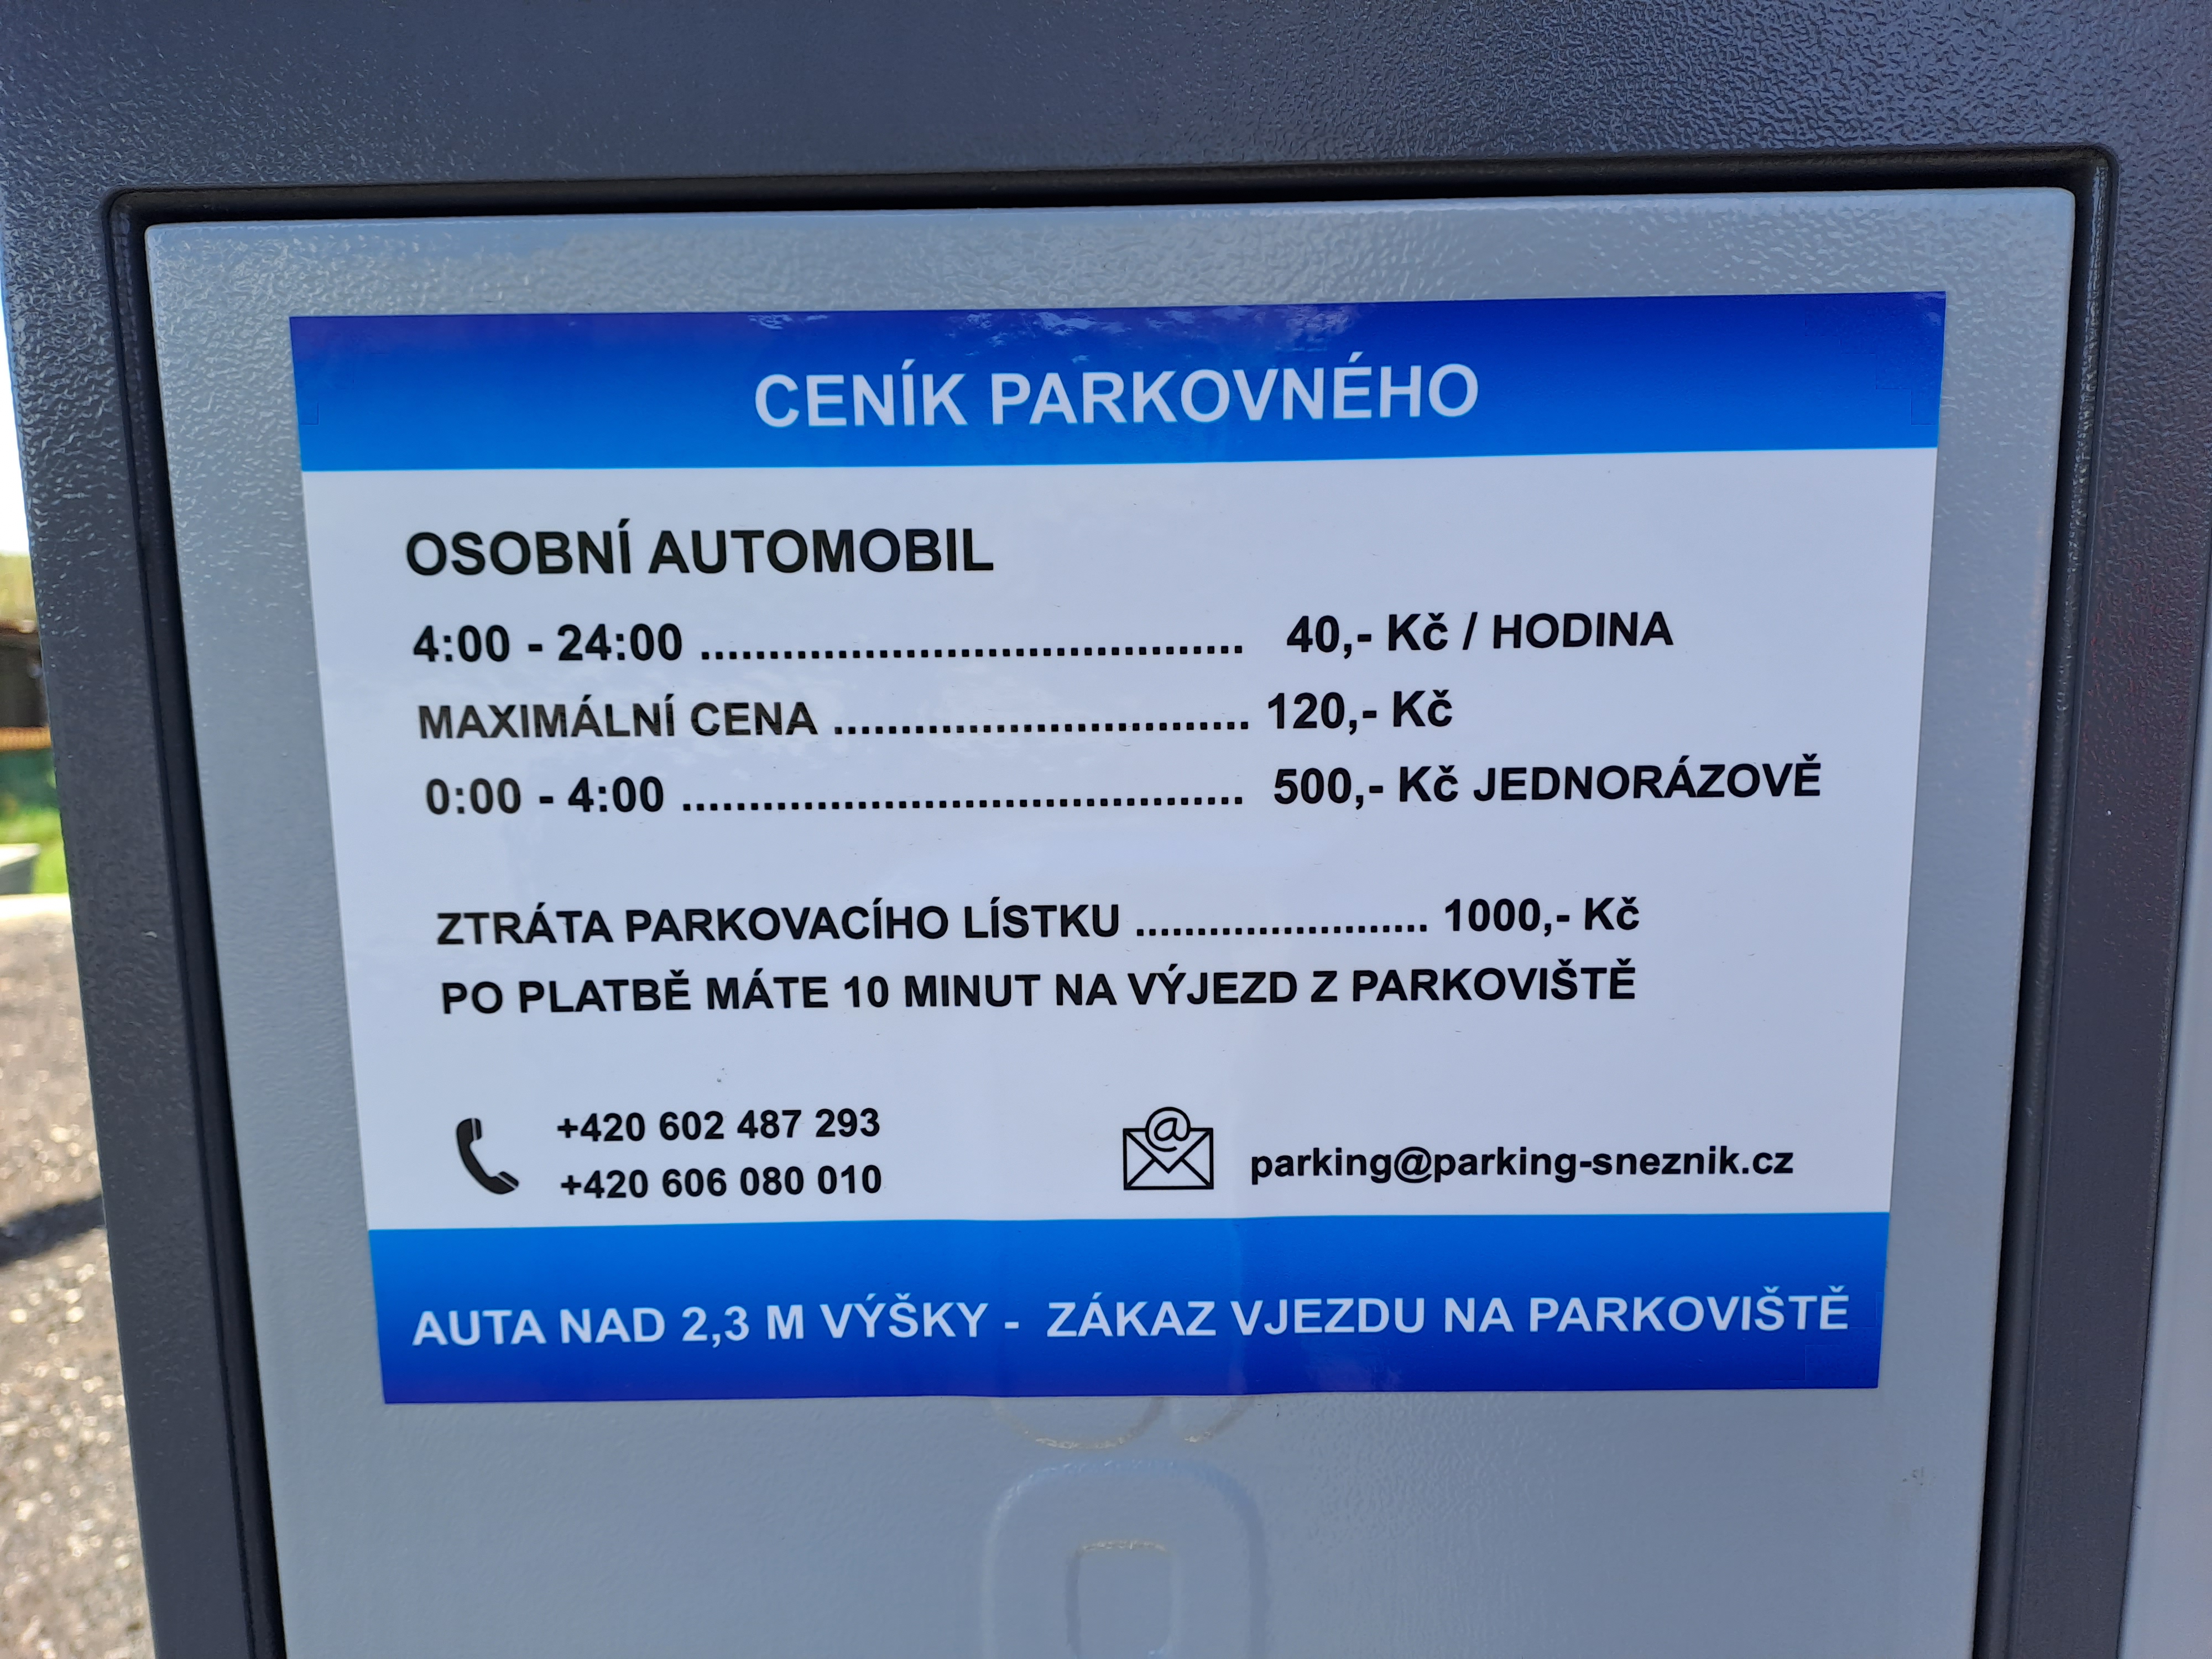 CENÍK PARKOVNÉHO
OSOBNÍ AUTOMOBIL
4:00 - 24:00 ........................................ 40,- Kč / HODINA
MAXIMÁLNÍ CENA ............................... 120,- Kč
0:00 - 4:00 ......................................... 500,- Kč JEDNORÁZOVĚ
ZTRÁTA PARKOVACÍHO LÍSTKU ........................ 1000,- Kč
PO PLATBĚ MÁTE 10 MINUT NA VÝJEZD Z PARKOVIŠTĚ
+420 602 487 293
+420 606 080 010
parking@parking-sneznik.cz
AUTA NAD 2,3 M VÝŠKY - ZÁKAZ VJEZDU NA PARKOVIŠTĚ